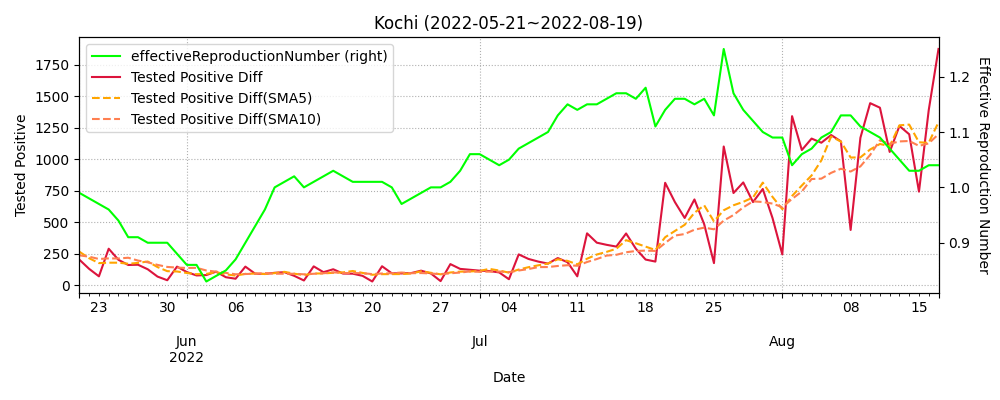 Kochi (2022-05-21~2022-08-19)
effectiveReproductionNumber (right)
Tested Positive Diff
Tested Positive Diff(SMA5)
Tested Positive Diff(SMA10)
Tested Positive
1750
1500
1250
1000
750
500
250
0
1.2
1.1
1.0
0.9
Effective Reproduction Number
23 30 06 13 20 27 04 11 18 25 08 15
Jun Jul Aug
2022
Date